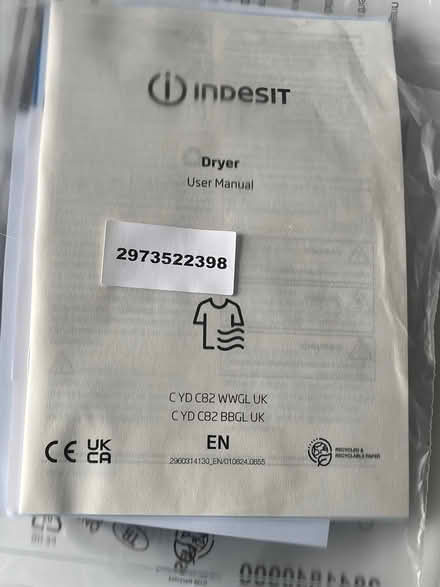 INDESIT
Dryer
User Manual
2973522398
C YD C82 WWGL UK
C YD C82 BBGL UK
EN
CE UK
CA
2960314130_EN/010824.0855
RECYCLED &
RECYCLABLE PAPER